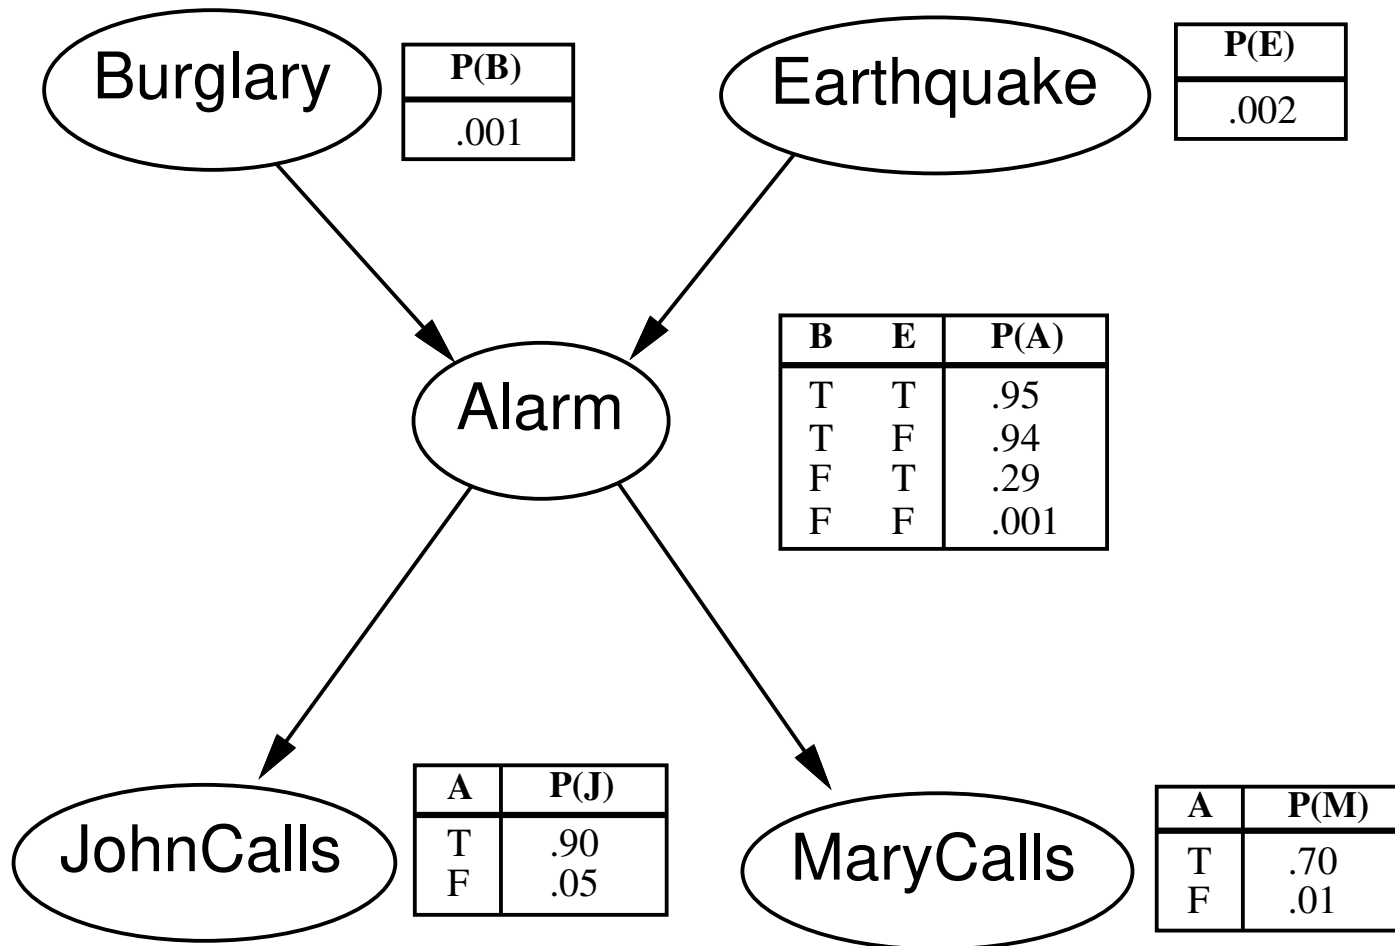 Burglary
P(B)
.001
Earthquake
P(E)
.002
Alarm
B E P(A)
T T .95
T F .94
F T .29
F F .001
JohnCalls
A P(J)
T .90
F .05
MaryCalls
A P(M)
T .70
F .01